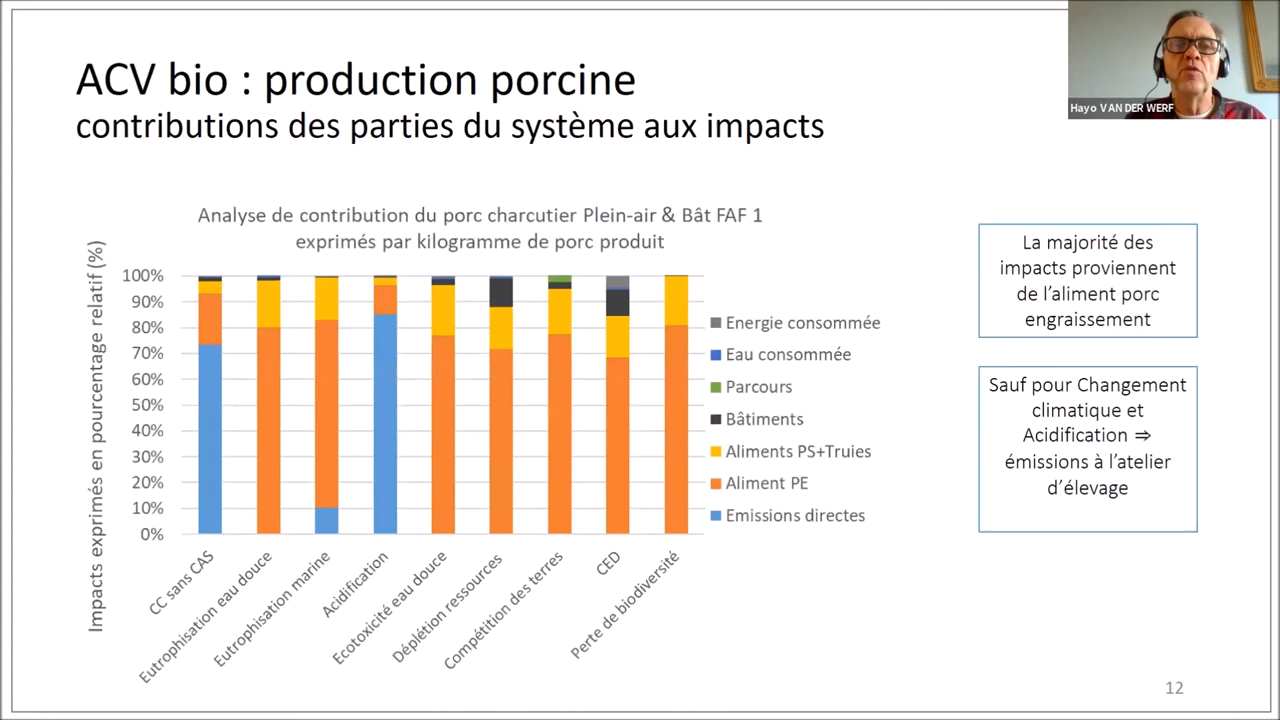 ACV bio : production porcine
contributions des parties du système aux impacts
Hayo VAN DER WERF
Analyse de contribution du porc charcutier Plein-air & Bât FAF 1
exprimés par kilogramme de porc produit
Impacts exprimés en pourcentage relatif (%)
100%
90%
80%
70%
60%
50%
40%
30%
20%
10%
0%
CC sans CAS
Eutrophisation eau douce
Eutrophisation marine
Acidification
Ecotoxicité eau douce
Déplétion ressources
Compétition des terres
CED
Perte de biodiversité
Energie consommée
Eau consommée
Parcours
Bâtiments
Aliments PS+Truies
Aliment PE
Emissions directes
La majorité des
impacts proviennent
de l’aliment porc
engraissement
Sauf pour Changement
climatique et
Acidification ⇒
émissions à l’atelier
d’élevage
12